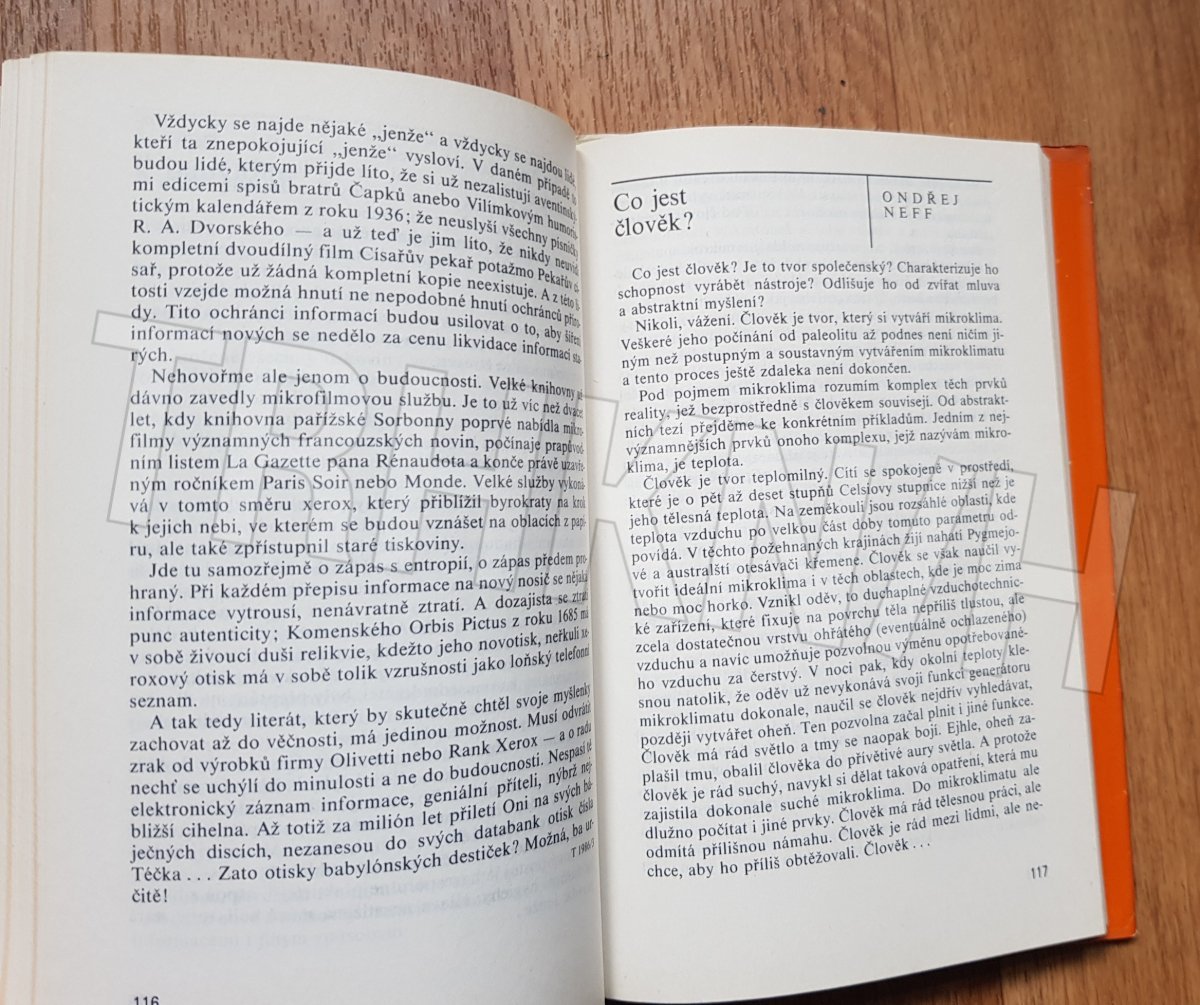 Vždycky se najde nějaké „jenže“ a vždycky se najdou lidé,
kteří ta znepokojující „jenže“ vysloví. V daném případě to
budou lidé, kterým přijde líto, že si už nezalistují aventinský-
mi edicemi spisů bratrů Čapků anebo Vilímkovým humoris-
tickým kalendářem z roku 1936; že neuslyší všechny písničky
R. A. Dvorského — a už teď je jim líto, že nikdy neuvidí
kompletní dvoudílný film Císařův pekař potažmo Pekařův cí-
sař, protože už žádná kompletní kopie neexistuje. A z této
tosti vzejde možná hnutí ne nepodobné hnutí ochránců příro-
dy. Tito ochránci informací budou usilovat o to, aby šíření
informací nových se nedělo za cenu likvidace informací sta-
rých.
Nehovořme ale jenom o budoucnosti. Velké knihovny už
dávno zavedly mikrofilmovou službu. Je to už víc než dvacet
let, kdy knihovna pařížské Sorbonny poprvé nabídla mikro-
filmy významných francouzských novin, počínaje prapůvod-
ním listem La Gazette pana Rénaudota a konče právě uzavře-
ným ročníkem Paris Soir nebo Monde. Velké služby vykoná-
vá v tomto směru xerox, který přiblížil byrokraty na krok
k jejich nebi, ve kterém se budou vznášet na oblacích z papí-
ru, ale také zpřístupnil staré tiskoviny.
Jde tu samozřejmě o zápas s entropií, o zápas předem pro-
hraný. Při každém přepisu informace na nový nosič se nějaká
informace vytrousí, nenávratně ztratí. A dozajista se ztratí
punc autenticity; Komenského Orbis Pictus z roku 1685 má
v sobě živoucí duši relikvie, kdežto jeho novotisk, neřkuli xe-
roxový otisk má v sobě tolik vzrušnosti jako loňský telefonní
seznam.
A tak tedy literát, který by skutečně chtěl svoje myšlenky
zachovat až do věčnosti, má jedinou možnost. Musí odvrátit
zrak od výrobků firmy Olivetti nebo Rank Xerox — a o radu
nechť se uchýlí do minulosti a ne do budoucnosti. Nespasí tě
elektronický záznam informace, geniální příteli, nýbrž nej-
bližší cihelna. Až totiž za milión let přiletí Oni na svých bá-
ječných discích, nezanesou do svých databank otisk čísla
Téčka . . . Zato otisky babylónských destiček? Možná, ba ur-
čitě!
T 1986/3
116
Co jest
člověk?
ONDŘEJ
NEFF
Co jest člověk? Je to tvor společenský? Charakterizuje ho
schopnost vyrábět nástroje? Odlišuje ho od zvířat mluva
a abstraktní myšlení?
Nikoli, vážení. Člověk je tvor, který si vytváří mikroklima.
Veškeré jeho počínání od paleolitu až podnes není ničím ji-
ným než postupným a soustavným vytvářením mikroklimatu
a tento proces ještě zdaleka není dokončen.
Pod pojmem mikroklima rozumím komplex těch prvků
reality, jež bezprostředně s člověkem souvisejí. Od abstrakt-
ních tezí přejděme ke konkrétním příkladům. Jedním z nej-
významnějších prvků onoho komplexu, jejž nazývám mikro-
klima, je teplota.
Člověk je tvor teplomilný. Cítí se spokojeně v prostředí,
které je o pět až deset stupňů Celsiovy stupnice nižší než je
jeho tělesná teplota. Na zeměkouli jsou rozsáhlé oblasti, kde
teplota vzduchu po velkou část doby tomuto parametru od-
povídá. V těchto požehnaných krajinách žijí naháti Pygmejo-
vé a australští otesávači křemene. Člověk se však naučil vy-
tvořit ideální mikroklima i v těch oblastech, kde je moc zima
nebo moc horko. Vznikl oděv, to duchaplné vzduchotechnic-
ké zařízení, které fixuje na povrchu těla nepříliš tlustou, ale
zcela dostatečnou vrstvu ohřátého (eventuálně ochlazeného)
vzduchu a navíc umožňuje pozvolnou výměnu opotřebované-
ho vzduchu za čerstvý. V noci pak, kdy okolní teploty kle-
snou natolik, že oděv už nevykonává svoji funkci generátoru
mikroklimatu dokonale, naučil se člověk nejdřív vyhledávat,
později vytvářet oheň. Ten pozvolna začal plnit i jiné funkce.
Člověk má rád světlo a tmy se naopak bojí. Ejhle, oheň za-
plašil tmu, obalil člověka do přívětivé aury světla. A protože
člověk je rád suchý, navykl si dělat taková opatření, která mu
zajistila dokonale suché mikroklima. Do mikroklimatu ale
dlužno počítat i jiné prvky. Člověk má rád tělesnou práci, ale
odmítá přílišnou námahu. Člověk je rád mezi lidmi, ale ne-
chce, aby ho příliš obtěžovali. Člověk . . .
117
TRHKNIH